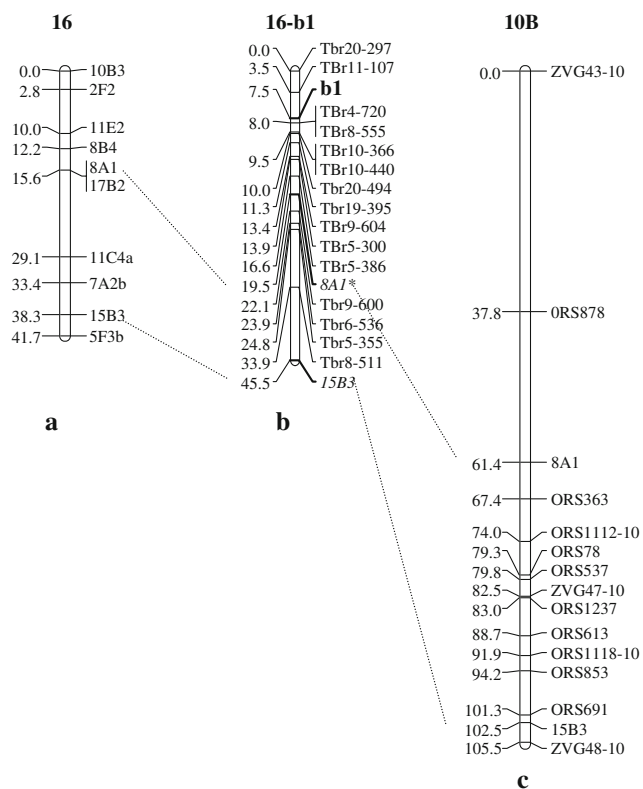 16
0.0 10B3
2.8 2F2
10.0 11E2
12.2 8B4
15.6 8A1
17B2
29.1 11C4a
33.4 7A2b
38.3 15B3
41.7 5F3b
a
16-b1
0.0 Tbr20-297
3.5 TBr11-107
7.5 b1
8.0 TBr4-720
TBr8-555
9.5 TBr10-366
TBr10-440
10.0 Tbr20-494
11.3 Tbr19-395
13.4 TBr9-604
13.9 TBr5-300
16.6 TBr5-386
19.5 8A1*
22.1 Tbr9-600
23.9 Tbr6-536
24.8 Tbr5-355
33.9 Tbr8-511
45.5 15B3
b
10B
0.0 ZVG43-10
37.8 0RS878
61.4 8A1
67.4 ORS363
74.0 ORS1112-10
79.3 ORS78
79.8 ORS537
82.5 ZVG47-10
83.0 ORS1237
88.7 ORS613
91.9 ORS1118-10
94.2 ORS853
101.3 ORS691
102.5 15B3
105.5 ZVG48-10
c